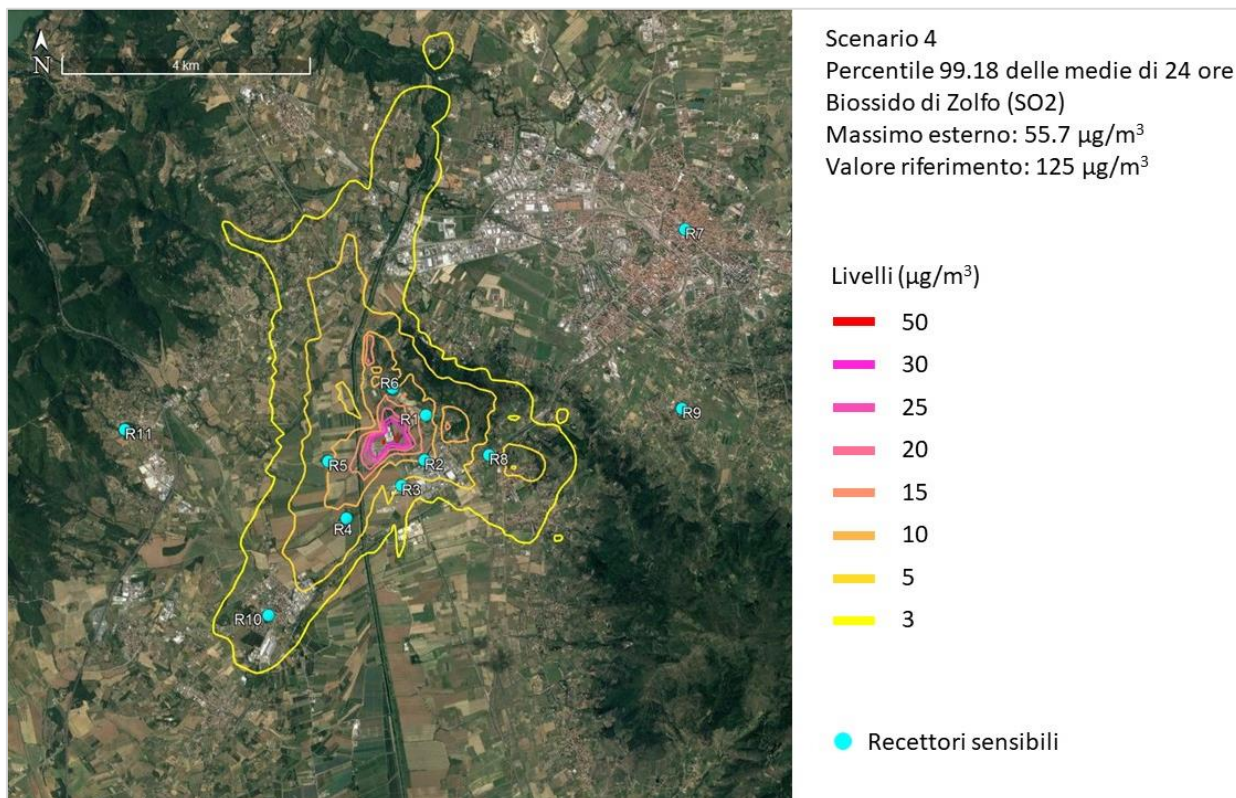 N
4 km
R7
R6
R1
R9
R11
R5
R2
R8
R3
R4
R10
Scenario 4
Percentile 99.18 delle medie di 24 ore
Biossido di Zolfo (SO2)
Massimo esterno: 55.7 µg/m³
Valore riferimento: 125 µg/m³
Livelli (µg/m³)
50
30
25
20
15
10
5
3
Recettori sensibili